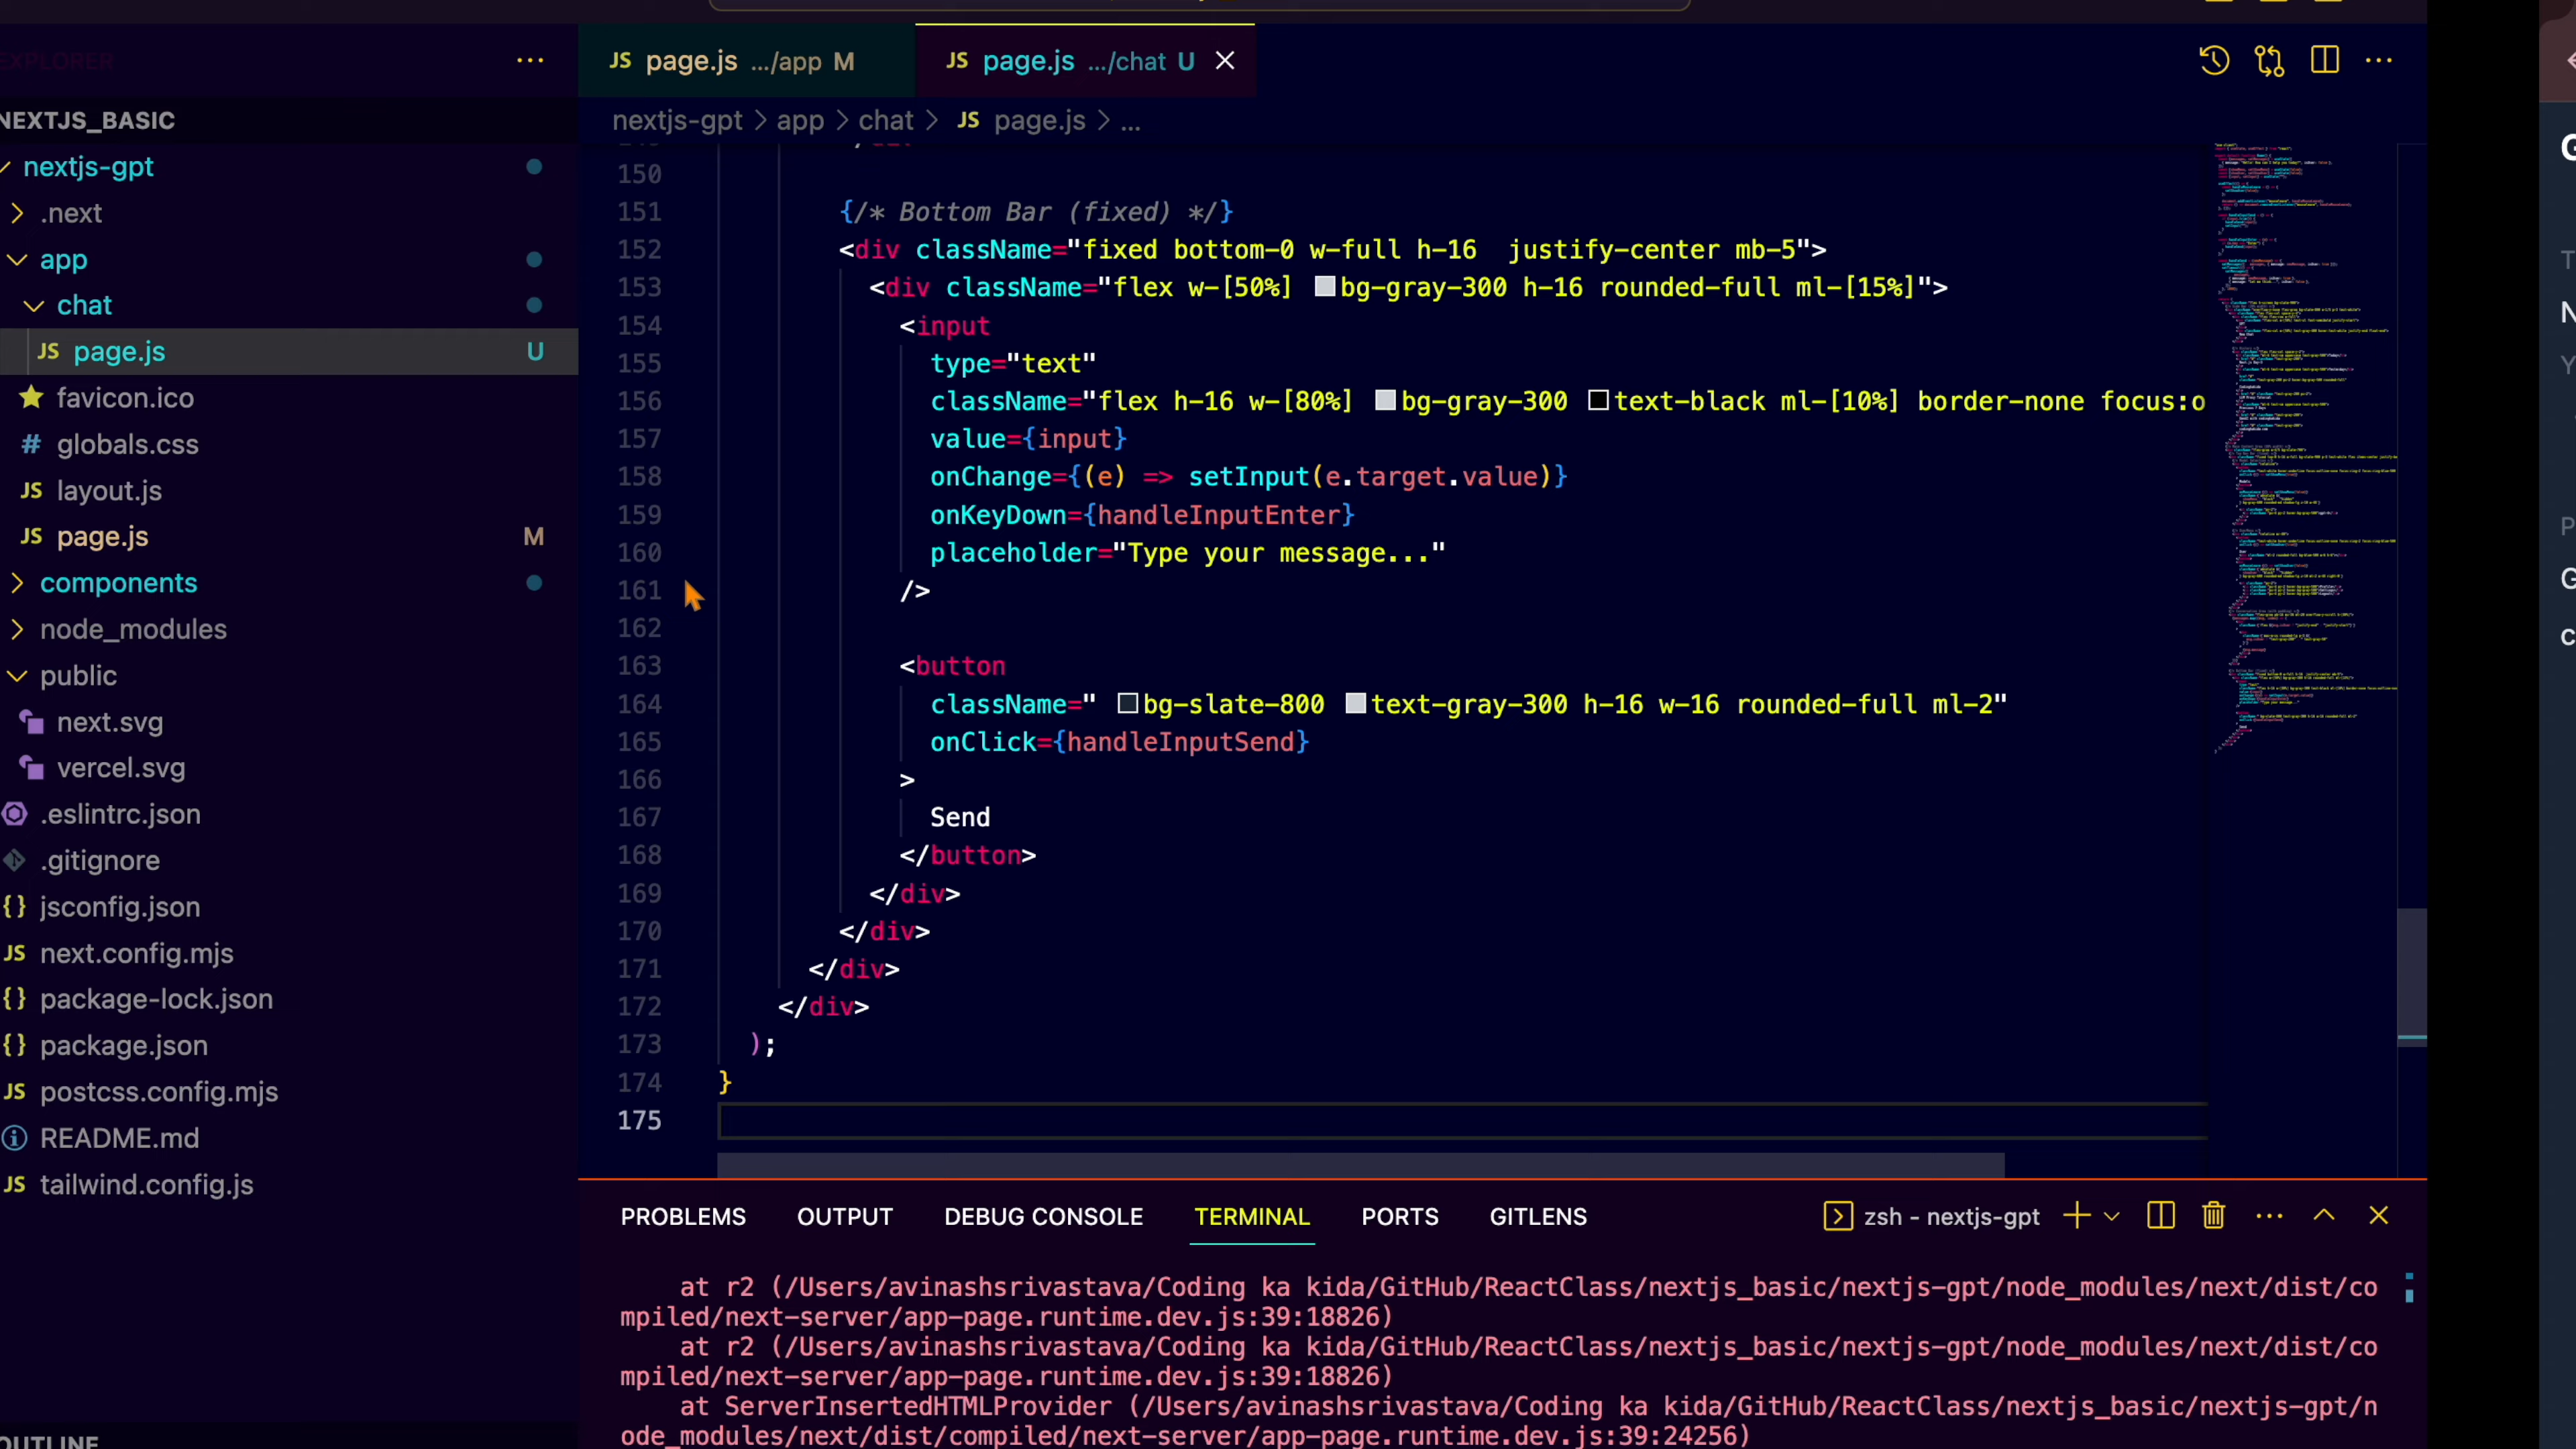 EXPLORER
NEXTJS_BASIC
nextjs-gpt
.next
app
chat
JS page.js U
favicon.ico
# globals.css
JS layout.js
JS page.js M
components
node_modules
public
next.svg
vercel.svg
.eslintrc.json
.gitignore
{} jsconfig.json
JS next.config.mjs
{} package-lock.json
{} package.json
JS postcss.config.mjs
README.md
JS tailwind.config.js
OUTLINE
JS page.js .../app M
JS page.js .../chat U
nextjs-gpt > app > chat > JS page.js > ...
150
151 {/* Bottom Bar (fixed) */}
152 <div className="fixed bottom-0 w-full h-16  justify-center mb-5">
153 <div className="flex w-[50%] bg-gray-300 h-16 rounded-full ml-[15%]">
154 <input
155 type="text"
156 className="flex h-16 w-[80%] bg-gray-300 text-black ml-[10%] border-none focus:o
157 value={input}
158 onChange={(e) => setInput(e.target.value)}
159 onKeyDown={handleInputEnter}
160 placeholder="Type your message..."
161 />
162
163 <button
164 className=" bg-slate-800 text-gray-300 h-16 w-16 rounded-full ml-2"
165 onClick={handleInputSend}
166 >
167 Send
168 </button>
169 </div>
170 </div>
171 </div>
172 </div>
173 );
174 }
175
PROBLEMS OUTPUT DEBUG CONSOLE TERMINAL PORTS GITLENS
zsh - nextjs-gpt
at r2 (/Users/avinashsrivastava/Coding ka kida/GitHub/ReactClass/nextjs_basic/nextjs-gpt/node_modules/next/dist/co
mpiled/next-server/app-page.runtime.dev.js:39:18826)
at r2 (/Users/avinashsrivastava/Coding ka kida/GitHub/ReactClass/nextjs_basic/nextjs-gpt/node_modules/next/dist/co
mpiled/next-server/app-page.runtime.dev.js:39:18826)
at ServerInsertedHTMLProvider (/Users/avinashsrivastava/Coding ka kida/GitHub/ReactClass/nextjs_basic/nextjs-gpt/n
ode_modules/next/dist/compiled/next-server/app-page.runtime.dev.js:39:24256)